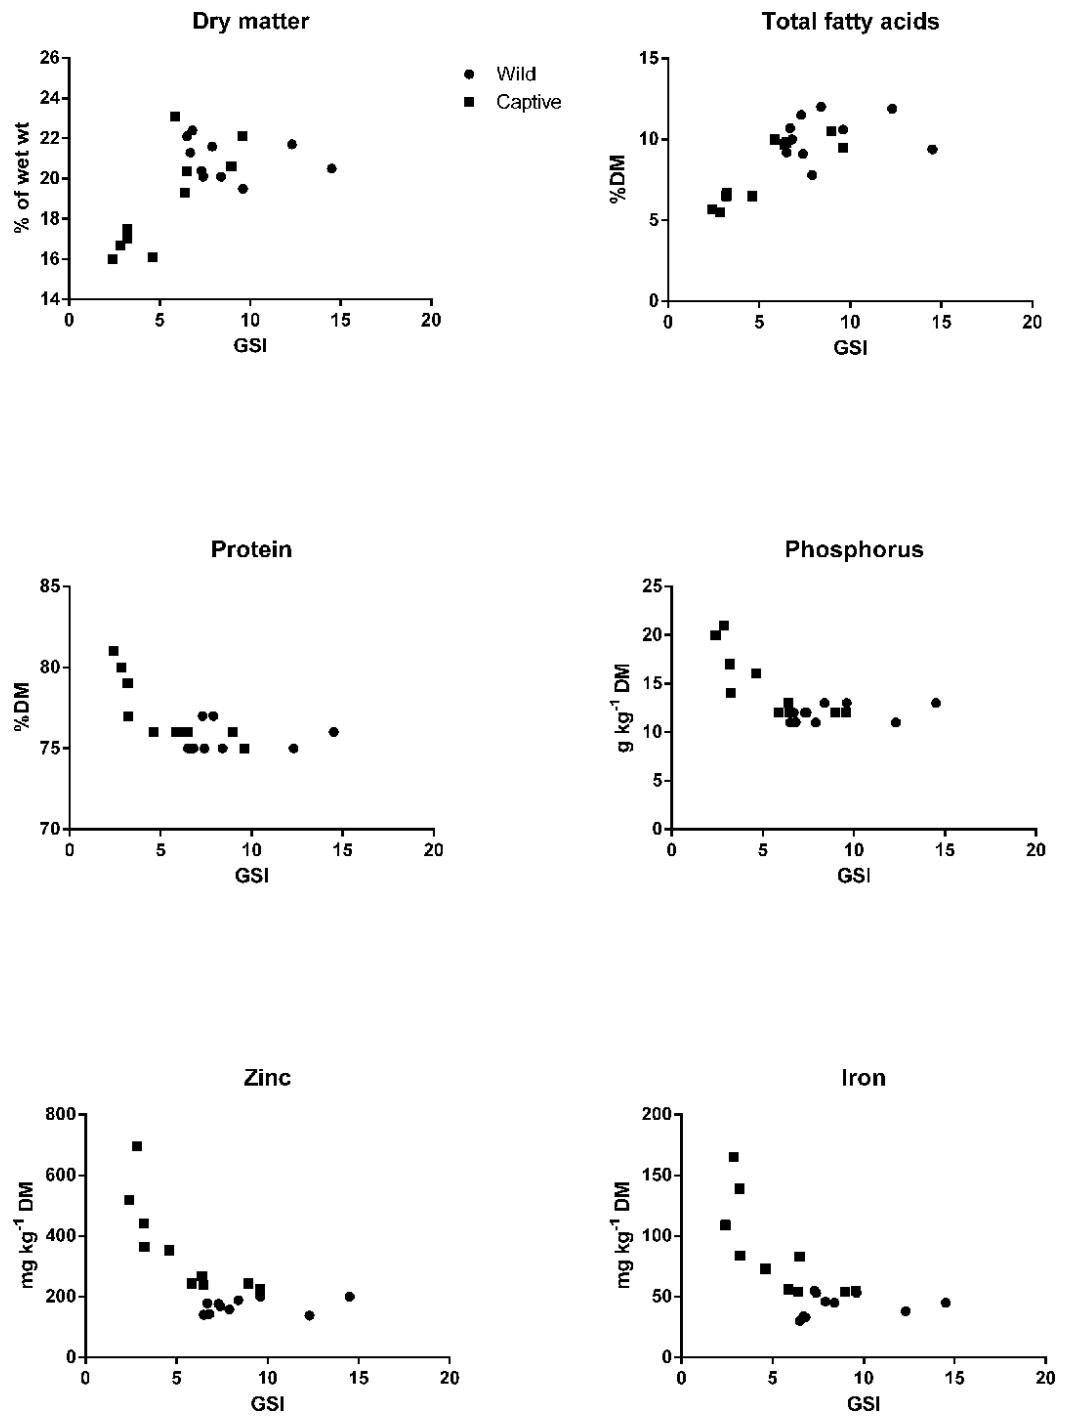 Dry matter
Total fatty acids
26
24
22
20
18
16
14
% of wet wt
0 5 10 15 20
GSI
Wild
Captive
15
10
5
0
%DM
0 5 10 15 20
GSI
Protein
Phosphorus
85
80
75
70
%DM
0 5 10 15 20
GSI
25
20
15
10
5
0
g kg⁻¹ DM
0 5 10 15 20
GSI
Zinc
Iron
800
600
400
200
0
mg kg⁻¹ DM
0 5 10 15 20
GSI
200
150
100
50
0
mg kg⁻¹ DM
0 5 10 15 20
GSI